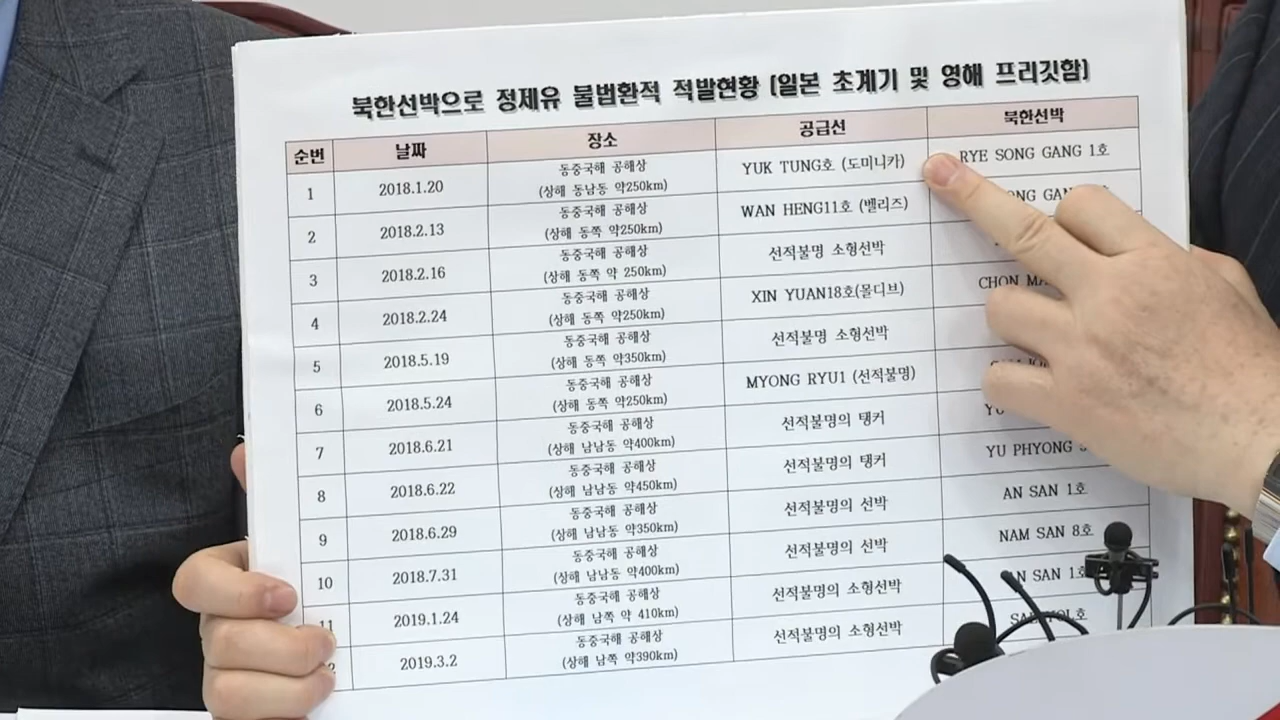 북한선박으로 정제유 불법환적 적발현황 (일본 초계기 및 영해 프리깃함)
순번 날짜 장소 공급선 북한선박
1 2018.1.20 동중국해 공해상 YUK TUNG호 (도미니카) RYE SONG GANG 1호
(상해 동남동 약250km)
2 2018.2.13 동중국해 공해상 WAN HENG11호 (벨리즈)
(상해 동쪽 약250km)
3 2018.2.16 동중국해 공해상 선적불명 소형선박
(상해 동쪽 약 250km)
4 2018.2.24 동중국해 공해상 XIN YUAN18호(몰디브) CHON
(상해 동쪽 약250km)
5 2018.5.19 동중국해 공해상 선적불명 소형선박
(상해 동쪽 약350km)
6 2018.5.24 동중국해 공해상 MYONG RYU1 (선적불명)
(상해 동쪽 약250km)
7 2018.6.21 동중국해 공해상 선적불명의 탱커
(상해 남남동 약400km)
8 2018.6.22 동중국해 공해상 선적불명의 탱커 YU PHYONG
(상해 남남동 약450km)
9 2018.6.29 동중국해 공해상 선적불명의 선박 AN SAN 1호
(상해 남남동 약350km)
10 2018.7.31 동중국해 공해상 선적불명의 선박 NAM SAN 8호
(상해 남남동 약400km)
11 2019.1.24 동중국해 공해상 선적불명의 소형선박 SAN 1호
(상해 남쪽 약 410km)
2019.3.2 동중국해 공해상 선적불명의 소형선박
(상해 남쪽 약390km)